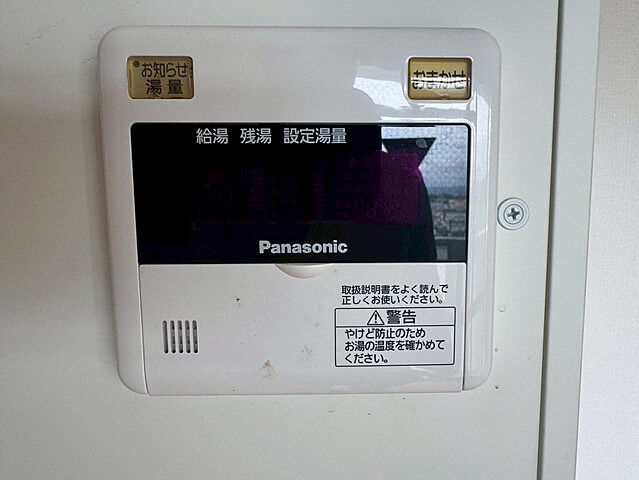 お知らせ
湯量
おまかせ
給湯 残湯 設定湯量
Panasonic
取扱説明書をよく読んで
正しくお使いください。
警告
やけど防止のため
お湯の温度を確かめて
ください。